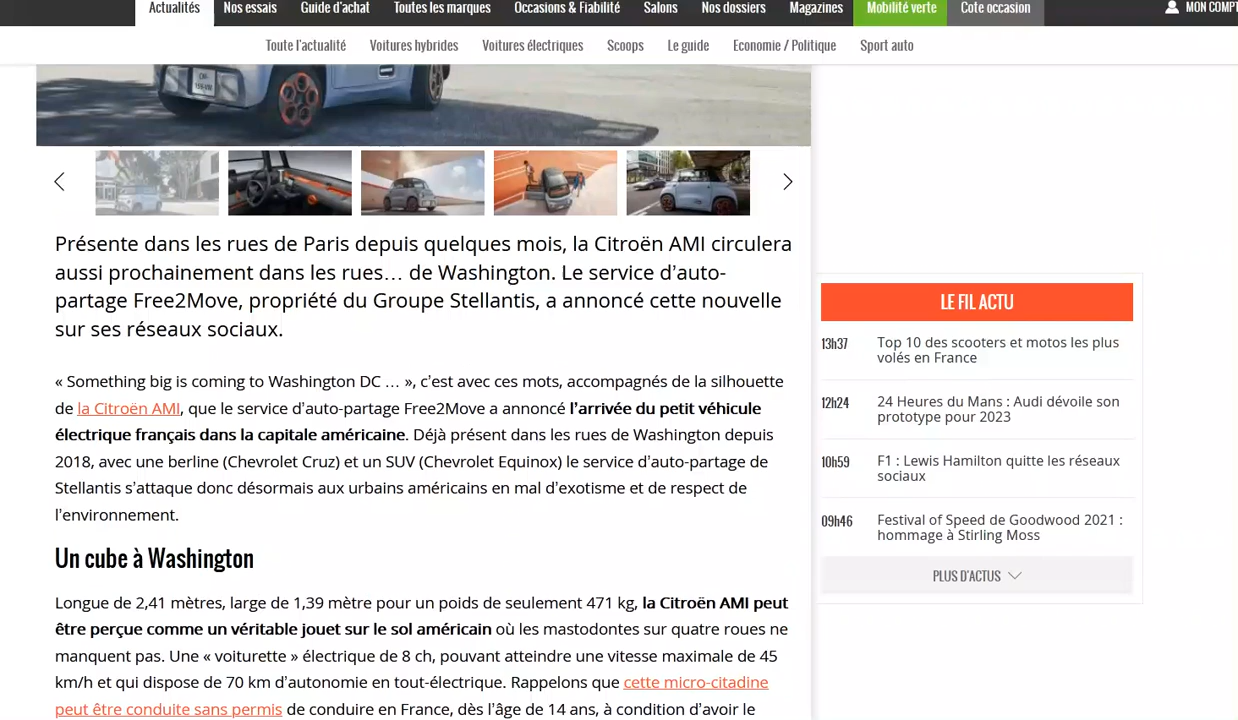 Actualités Nos essais Guide d'achat Toutes les marques Occasions & Fiabilité Salons Nos dossiers Magazines Mobilité verte Cote occasion MON COMPT
Toute l'actualité Voitures hybrides Voitures électriques Scoops Le guide Economie / Politique Sport auto
Présente dans les rues de Paris depuis quelques mois, la Citroën AMI circulera
aussi prochainement dans les rues… de Washington. Le service d'auto-
partage Free2Move, propriété du Groupe Stellantis, a annoncé cette nouvelle
sur ses réseaux sociaux.
« Something big is coming to Washington DC … », c'est avec ces mots, accompagnés de la silhouette
de la Citroën AMI, que le service d'auto-partage Free2Move a annoncé l'arrivée du petit véhicule
électrique français dans la capitale américaine. Déjà présent dans les rues de Washington depuis
2018, avec une berline (Chevrolet Cruz) et un SUV (Chevrolet Equinox) le service d'auto-partage de
Stellantis s'attaque donc désormais aux urbains américains en mal d'exotisme et de respect de
l'environnement.
Un cube à Washington
Longue de 2,41 mètres, large de 1,39 mètre pour un poids de seulement 471 kg, la Citroën AMI peut
être perçue comme un véritable jouet sur le sol américain où les mastodontes sur quatre roues ne
manquent pas. Une « voiturette » électrique de 8 ch, pouvant atteindre une vitesse maximale de 45
km/h et qui dispose de 70 km d'autonomie en tout-électrique. Rappelons que cette micro-citadine
peut être conduite sans permis de conduire en France, dès l'âge de 14 ans, à condition d'avoir le
LE FIL ACTU
13h37 Top 10 des scooters et motos les plus
volés en France
12h24 24 Heures du Mans : Audi dévoile son
prototype pour 2023
10h59 F1 : Lewis Hamilton quitte les réseaux
sociaux
09h46 Festival of Speed de Goodwood 2021 :
hommage à Stirling Moss
PLUS D'ACTUS